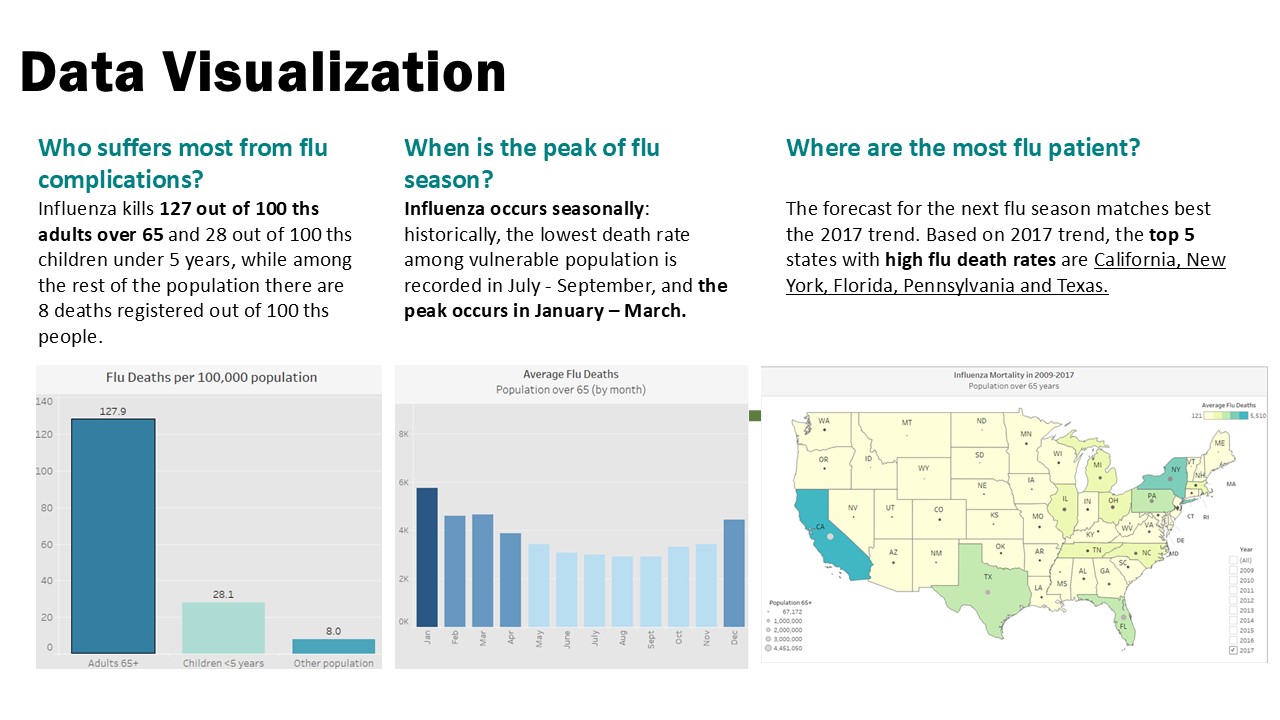 Data Visualization
Who suffers most from flu
complications?
Influenza kills 127 out of 100 ths
adults over 65 and 28 out of 100 ths
children under 5 years, while among
the rest of the population there are
8 deaths registered out of 100 ths
people.
When is the peak of flu
season?
Influenza occurs seasonally:
historically, the lowest death rate
among vulnerable population is
recorded in July - September, and the
peak occurs in January – March.
Where are the most flu patient?
The forecast for the next flu season matches best
the 2017 trend. Based on 2017 trend, the top 5
states with high flu death rates are California, New
York, Florida, Pennsylvania and Texas.
Flu Deaths per 100,000 population
140
120
100
80
60
40
20
0
127.9
28.1
8.0
Adults 65+
Children <5 years
Other population
Average Flu Deaths
Population over 65 (by month)
8K
6K
4K
2K
0K
Jan
Feb
Mar
Apr
May
June
July
Aug
Sept
Oct
Nov
Dec
Influenza Mortality in 2009-2017
Population over 65 years
Average Flu Deaths
121
5,510
WA
MT
ND
MN
ME
OR
ID
SD
WI
MI
NY
VT
NH
MA
WY
IA
NE
PA
CT
RI
NV
UT
CO
IL
IN
OH
CA
KS
MO
WV
VA
DE
KY
MD
AZ
NM
OK
AR
TN
NC
SC
TX
LA
MS
AL
GA
FL
Population 65+
67,172
1,000,000
2,000,000
3,000,000
4,451,050
Year
(All)
2009
2010
2011
2012
2013
2014
2015
2016
2017